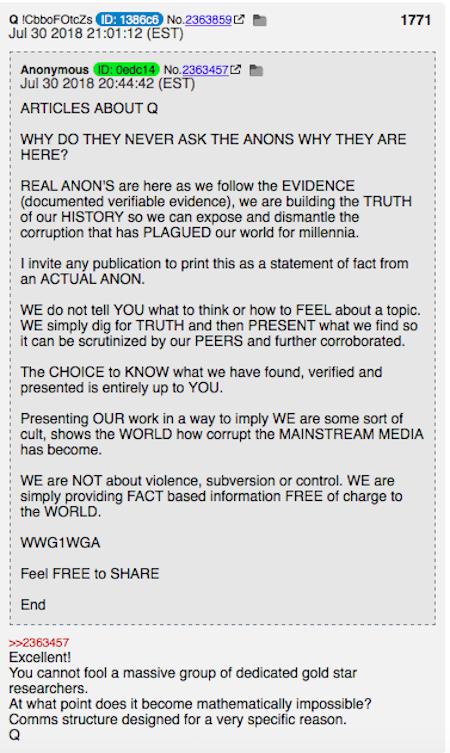 Q !CbboFOtcZs ID: 1386c6 No.2363859 1771
Jul 30 2018 21:01:12 (EST)
Anonymous ID: 0edc14 No.2363457
Jul 30 2018 20:44:42 (EST)
ARTICLES ABOUT Q
WHY DO THEY NEVER ASK THE ANONS WHY THEY ARE
HERE?
REAL ANON'S are here as we follow the EVIDENCE
(documented verifiable evidence), we are building the TRUTH
of our HISTORY so we can expose and dismantle the
corruption that has PLAGUED our world for millennia.
I invite any publication to print this as a statement of fact from
an ACTUAL ANON.
WE do not tell YOU what to think or how to FEEL about a topic.
WE simply dig for TRUTH and then PRESENT what we find so
it can be scrutinized by our PEERS and further corroborated.
The CHOICE to KNOW what we have found, verified and
presented is entirely up to YOU.
Presenting OUR work in a way to imply WE are some sort of
cult, shows the WORLD how corrupt the MAINSTREAM MEDIA
has become.
WE are NOT about violence, subversion or control. WE are
simply providing FACT based information FREE of charge to
the WORLD.
WWG1WGA
Feel FREE to SHARE
End
>>2363457
Excellent!
You cannot fool a massive group of dedicated gold star
researchers.
At what point does it become mathematically impossible?
Comms structure designed for a very specific reason.
Q